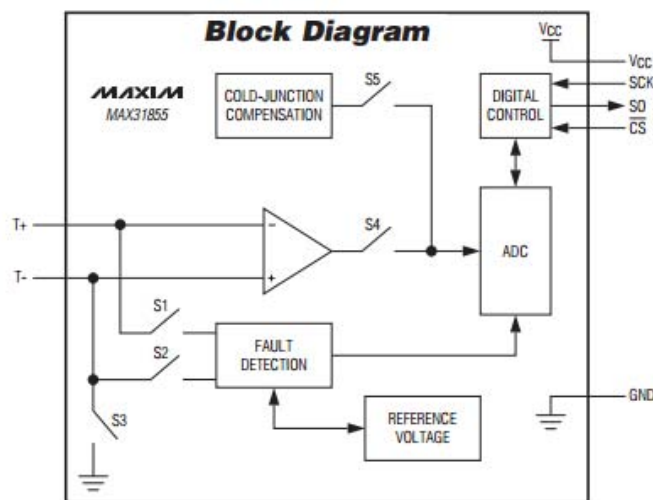 Block Diagram
VCC
VCC
MAXIM
MAX31855
COLD-JUNCTION
COMPENSATION
S5
DIGITAL
CONTROL
SCK
SO
CS
T+
S4
ADC
T-
S1
S2
FAULT
DETECTION
S3
REFERENCE
VOLTAGE
GND